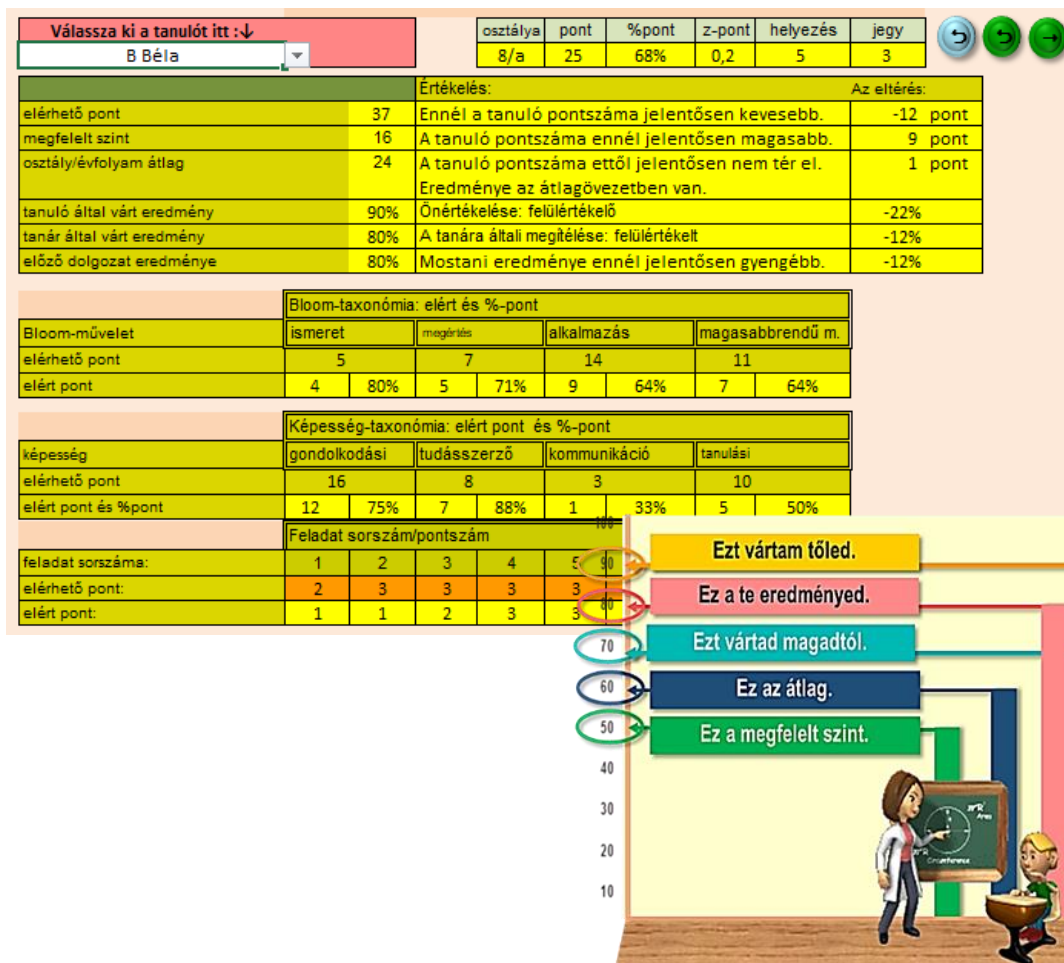 Válassza ki a tanulót itt :↓
B Béla
osztálya pont %pont z-pont helyezés jegy
8/a 25 68% 0,2 5 3
Értékelés: Az eltérés:
elérhető pont 37 Ennél a tanuló pontszáma jelentősen kevesebb. -12 pont
megfelelt szint 16 A tanuló pontszáma ennél jelentősen magasabb. 9 pont
osztály/évfolyam átlag 24 A tanuló pontszáma ettől jelentősen nem tér el. 1 pont
Eredménye az átlagövezetben van.
tanuló által várt eredmény 90% Önértékelése: felülértékelő -22%
tanár által várt eredmény 80% A tanára általi megítélése: felülértékelt -12%
előző dolgozat eredménye 80% Mostani eredménye ennél jelentősen gyengébb. -12%
Bloom-taxonómia: elért és %-pont
Bloom-művelet ismeret megértés alkalmazás magasabbrendű m.
elérhető pont 5 7 14 11
elért pont 4 80% 5 71% 9 64% 7 64%
Képesség-taxonómia: elért pont és %-pont
képesség gondolkodási tudásszerző kommunikáció tanulási
elérhető pont 16 8 3 10
elért pont és %pont 12 75% 7 88% 1 33% 5 50%
Feladat sorszám/pontszám
feladat sorszáma: 1 2 3 4 5
elérhető pont: 2 3 3 3 3
elért pont: 1 1 2 3 3
100
90 Ezt vártam tőled.
80 Ez a te eredményed.
70 Ezt vártad magadtól.
60 Ez az átlag.
50 Ez a megfelelt szint.
40
30
20
10
Area
Circumference